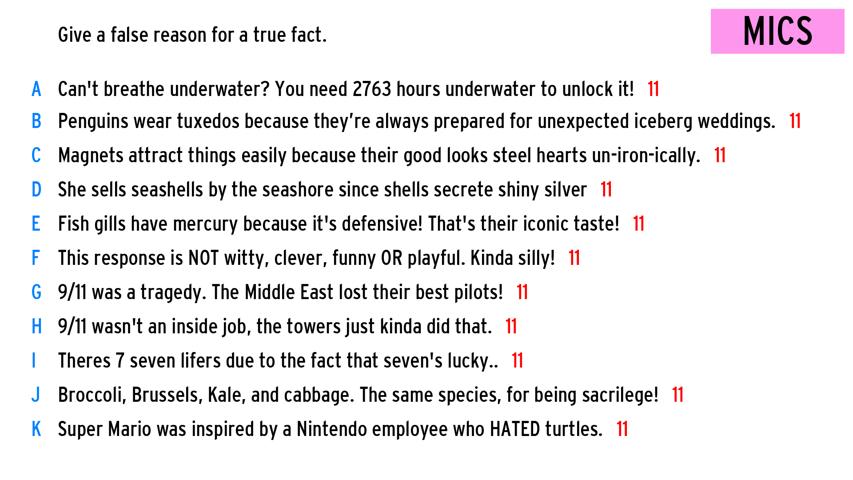 Give a false reason for a true fact.
MICS
A Can't breathe underwater? You need 2763 hours underwater to unlock it! 11
B Penguins wear tuxedos because they’re always prepared for unexpected iceberg weddings. 11
C Magnets attract things easily because their good looks steel hearts un-iron-ically. 11
D She sells seashells by the seashore since shells secrete shiny silver 11
E Fish gills have mercury because it's defensive! That's their iconic taste! 11
F This response is NOT witty, clever, funny OR playful. Kinda silly! 11
G 9/11 was a tragedy. The Middle East lost their best pilots! 11
H 9/11 wasn't an inside job, the towers just kinda did that. 11
I Theres 7 seven lifers due to the fact that seven's lucky.. 11
J Broccoli, Brussels, Kale, and cabbage. The same species, for being sacrilege! 11
K Super Mario was inspired by a Nintendo employee who HATED turtles. 11